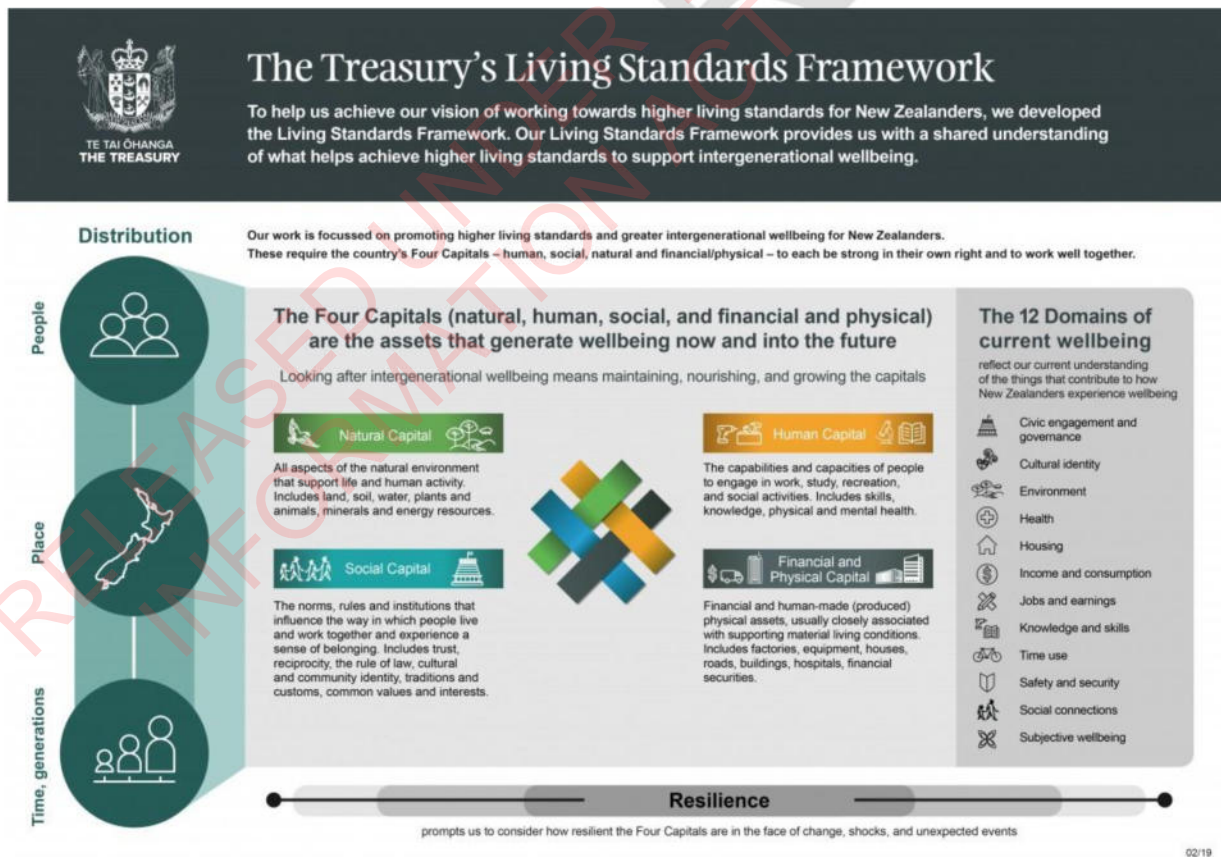 TE TAI ŌHANGA
THE TREASURY
The Treasury's Living Standards Framework
To help us achieve our vision of working towards higher living standards for New Zealanders, we developed
the Living Standards Framework. Our Living Standards Framework provides us with a shared understanding
of what helps achieve higher living standards to support intergenerational wellbeing.
Distribution
People
Place
Time, generations
Our work is focussed on promoting higher living standards and greater intergenerational wellbeing for New Zealanders.
These require the country's Four Capitals – human, social, natural and financial/physical – to each be strong in their own right and to work well together.
The Four Capitals (natural, human, social, and financial and physical)
are the assets that generate wellbeing now and into the future
Looking after intergenerational wellbeing means maintaining, nourishing, and growing the capitals
Natural Capital
All aspects of the natural environment
that support life and human activity.
Includes land, soil, water, plants and
animals, minerals and energy resources.
Human Capital
The capabilities and capacities of people
to engage in work, study, recreation,
and social activities. Includes skills,
knowledge, physical and mental health.
Social Capital
The norms, rules and institutions that
influence the way in which people live
and work together and experience a
sense of belonging. Includes trust,
reciprocity, the rule of law, cultural
and community identity, traditions and
customs, common values and interests.
Financial and
Physical Capital
Financial and human-made (produced)
physical assets, usually closely associated
with supporting material living conditions.
Includes factories, equipment, houses,
roads, buildings, hospitals, financial
securities.
The 12 Domains of
current wellbeing
reflect our current understanding
of the things that contribute to how
New Zealanders experience wellbeing
Civic engagement and
governance
Cultural identity
Environment
Health
Housing
Income and consumption
Jobs and earnings
Knowledge and skills
Time use
Safety and security
Social connections
Subjective wellbeing
Resilience
prompts us to consider how resilient the Four Capitals are in the face of change, shocks, and unexpected events
02/19
RELEASED UNDER
INFORMATION ACT